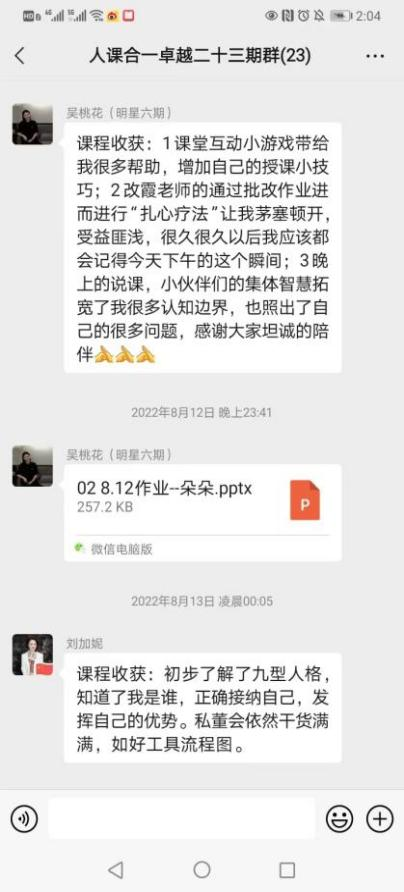 2:04
人课合一卓越二十三期群(23)
吴桃花（明星六期）
课程收获：1课堂互动小游戏带给
我很多帮助，增加自己的授课小技
巧；2改霞老师的通过批改作业进
而进行“扎心疗法”让我茅塞顿开，
受益匪浅，很久很久以后我应该都
会记得今天下午的这个瞬间；3晚
上的说课，小伙伴们的集体智慧拓
宽了我很多认知边界，也照出了自
己的很多问题，感谢大家坦诚的陪
伴🙏🙏🙏
2022年8月12日 晚上23:41
吴桃花（明星六期）
02 8.12作业--朵朵.pptx
257.2 KB
P
微信电脑版
2022年8月13日 凌晨00:05
刘加妮
课程收获：初步了解了九型人格，
知道了我是谁，正确接纳自己，发
挥自己的优势。私董会依然干货满
满，如好工具流程图。